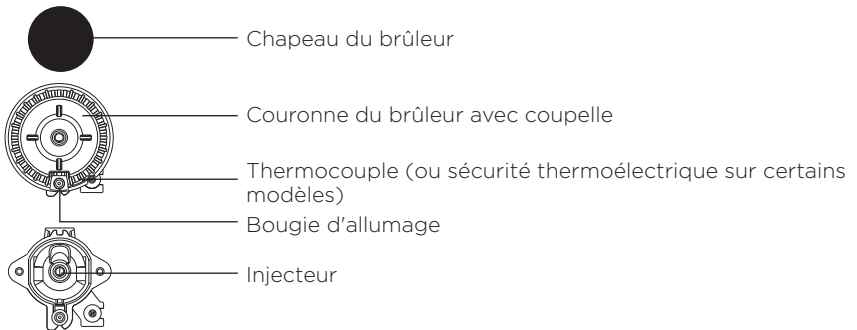 Chapeau du brûleur
Couronne du brûleur avec coupelle
Thermocouple (ou sécurité thermoélectrique sur certains
modèles)
Bougie d'allumage
Injecteur